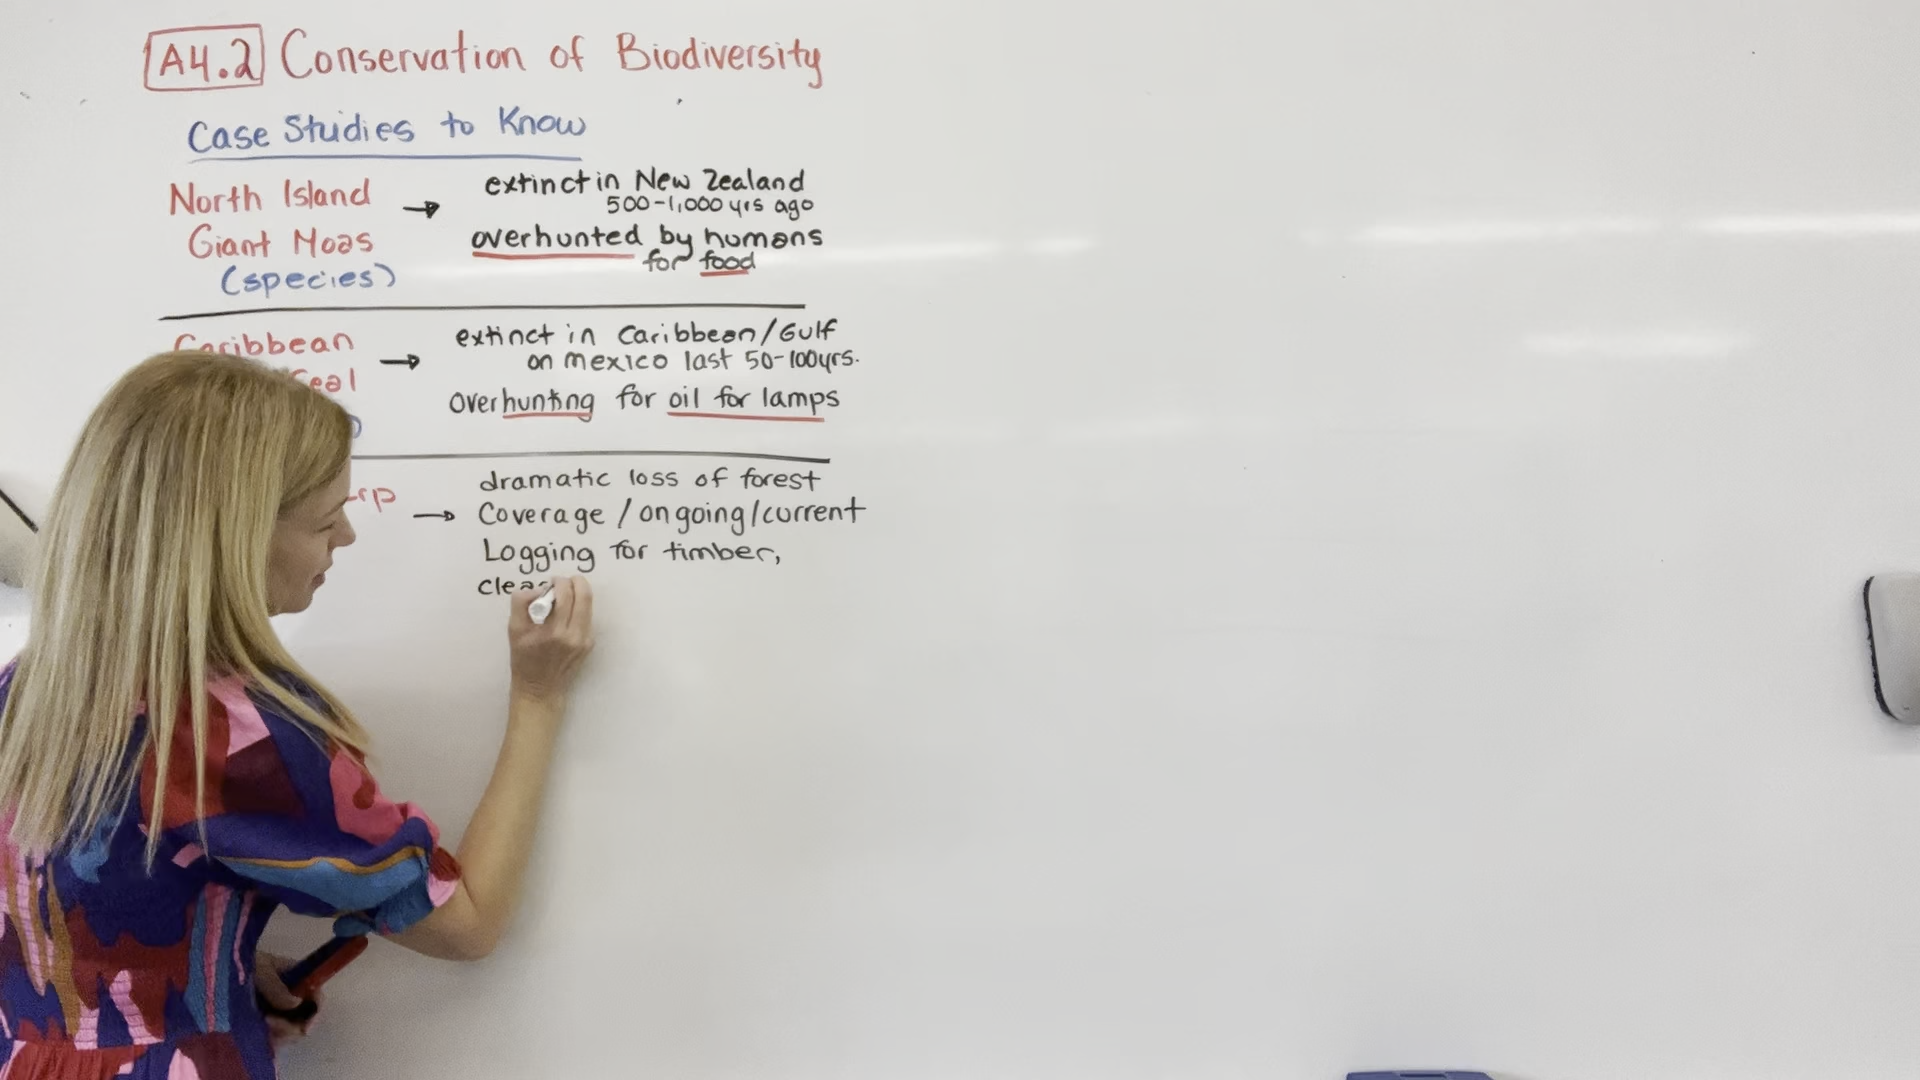 A4.2 Conservation of Biodiversity
Case Studies to Know
North Island
Giant Moas
(species)
→ extinct in New Zealand
500-1,000 yrs ago
overhunted by humans
for food
Caribbean
→ extinct in Caribbean/Gulf
on mexico last 50-100yrs.
overhunting for oil for lamps
→ dramatic loss of forest
Coverage / ongoing/current
Logging for timber,